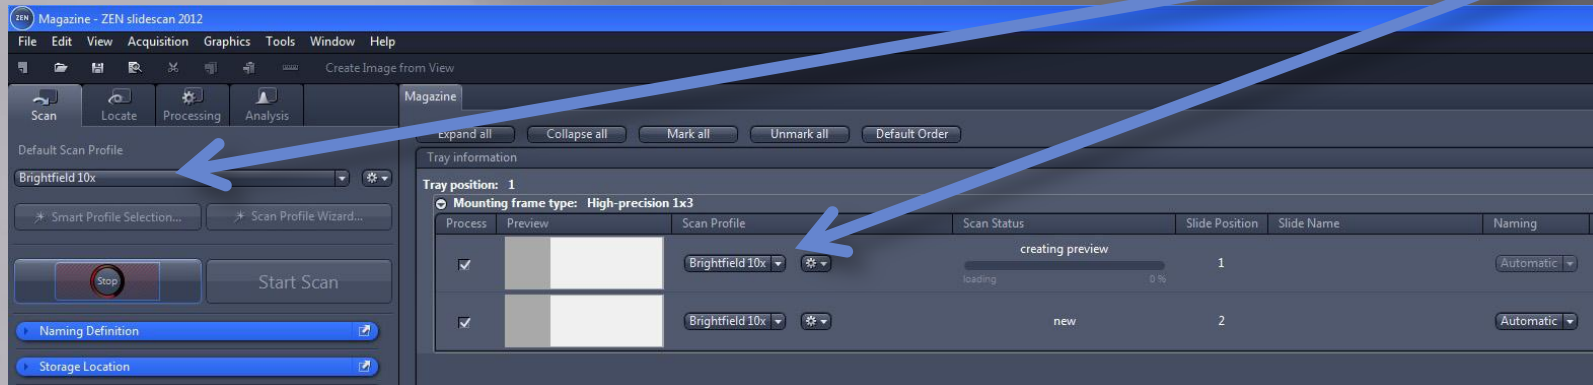 ZEN Magazine - ZEN slidescan 2012
File Edit View Acquisition Graphics Tools Window Help
Create Image from View
Scan Locate Processing Analysis
Magazine
Expand all Collapse all Mark all Unmark all Default Order
Default Scan Profile
Tray information
Brightfield 10x
Tray position: 1
Mounting frame type: High-precision 1x3
Smart Profile Selection... Scan Profile Wizard...
Process Preview Scan Profile Scan Status Slide Position Slide Name Naming
creating preview
Brightfield 10x 1 Automatic
loading 0 %
Stop Start Scan
Brightfield 10x new 2 Automatic
Naming Definition
Storage Location